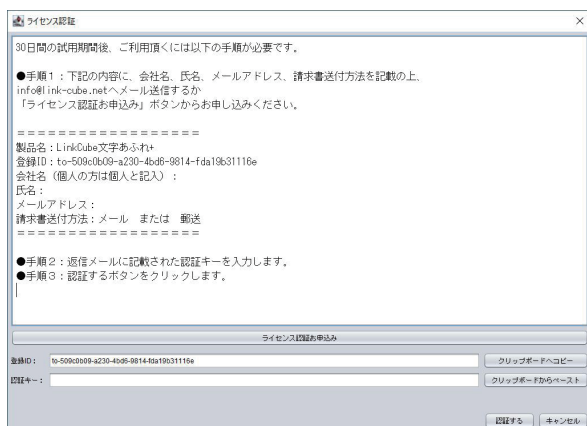 ライセンス認証
30日間の試用期間後、ご利用頂くには以下の手順が必要です。
●手順1：下記の内容に、会社名、氏名、メールアドレス、請求書送付方法を記載の上、
info@link-cube.netへメール送信するか
「ライセンス認証お申込み」ボタンからお申し込みください。
＝＝＝＝＝＝＝＝＝＝＝＝＝＝＝＝＝＝
製品名：LinkCube文字あふれ+
登録ID：to-509c0b09-a230-4bd6-9814-fda19b31116e
会社名（個人の方は個人と記入）：
氏名：
メールアドレス：
請求書送付方法：メール　または　郵送
＝＝＝＝＝＝＝＝＝＝＝＝＝＝＝＝＝＝
●手順2：返信メールに記載された認証キーを入力します。
●手順3：認証するボタンをクリックします。
ライセンス認証お申込み
登録ID： to-509c0b09-a230-4bd6-9814-fda19b31116e クリップボードへコピー
認証キー： クリップボードからペースト
認証する キャンセル